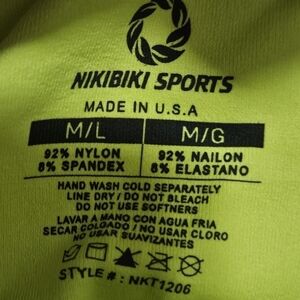 NIKIBIKI SPORTS
MADE IN U.S.A
M/L M/G
92% NYLON 92% NAILON
8% SPANDEX 8% ELASTANO
HAND WASH COLD SEPARATELY
LINE DRY/ DO NOT BLEACH
DO NOT USE SOFTNERS
LAVAR A MANO CON AGUA FRIA
SECAR COLGADO / NO USAR CLORO
NO USAR SUAVIZANTES
STYLE #: NKT1206